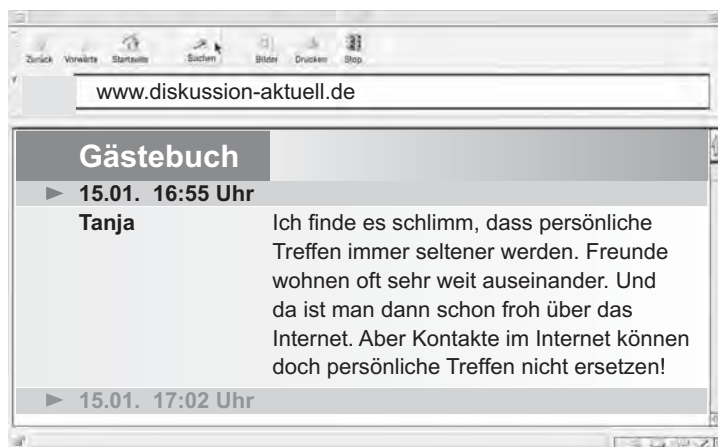 Zurück Vorwärts Startseite Suchen Bilder Drucken Stop
www.diskussion-aktuell.de
Gästebuch
► 15.01. 16:55 Uhr
Tanja Ich finde es schlimm, dass persönliche
Treffen immer seltener werden. Freunde
wohnen oft sehr weit auseinander. Und
da ist man dann schon froh über das
Internet. Aber Kontakte im Internet können
doch persönliche Treffen nicht ersetzen!
► 15.01. 17:02 Uhr